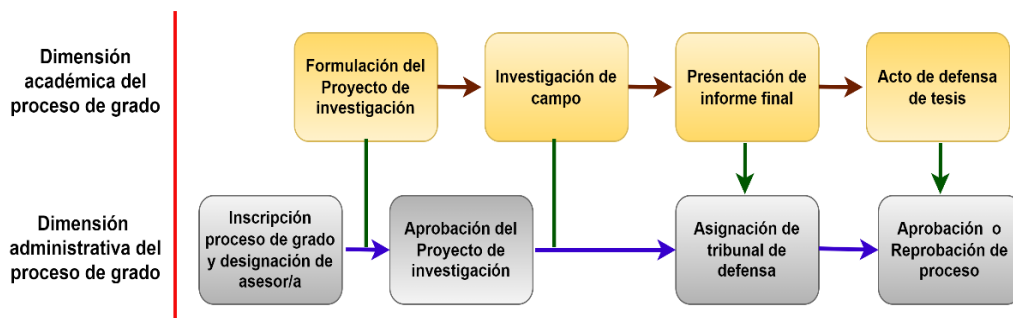 Dimensión
académica del
proceso de grado
Formulación del
Proyecto de
investigación
Investigación de
campo
Presentación de
informe final
Acto de defensa
de tesis
Dimensión
administrativa del
proceso de grado
Inscripción
proceso de grado
y designación de
asesor/a
Aprobación del
Proyecto de
investigación
Asignación de
tribunal de
defensa
Aprobación o
Reprobación de
proceso